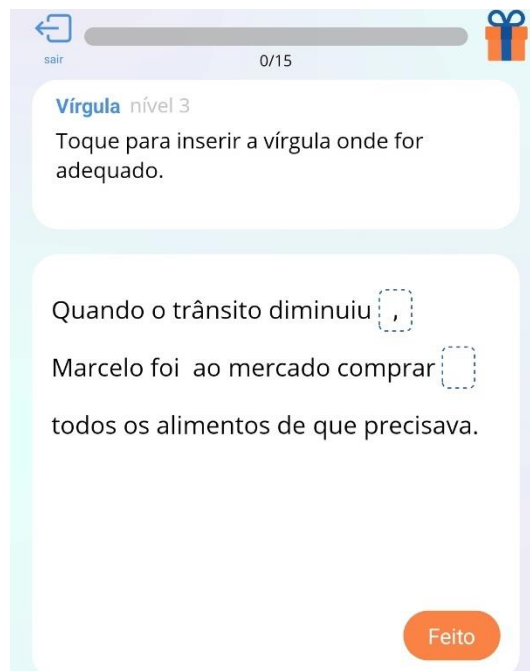 sair
0/15
Vírgula nível 3
Toque para inserir a vírgula onde for
adequado.
Quando o trânsito diminuiu ,
Marcelo foi ao mercado comprar
todos os alimentos de que precisava.
Feito